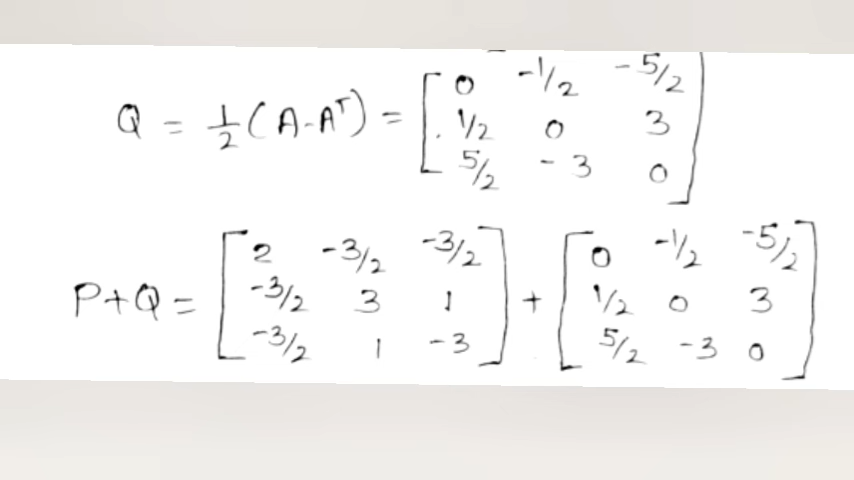 Q = 1/2 (A-Aᵀ) = [ 0 -1/2 -5/2
1/2 0 3
5/2 -3 0 ]
P+Q = [ 2 -3/2 -3/2 ; -3/2 3 1 ; -3/2 1 -3 ] + [ 0 -1/2 -5/2 ; 1/2 0 3 ; 5/2 -3 0 ]